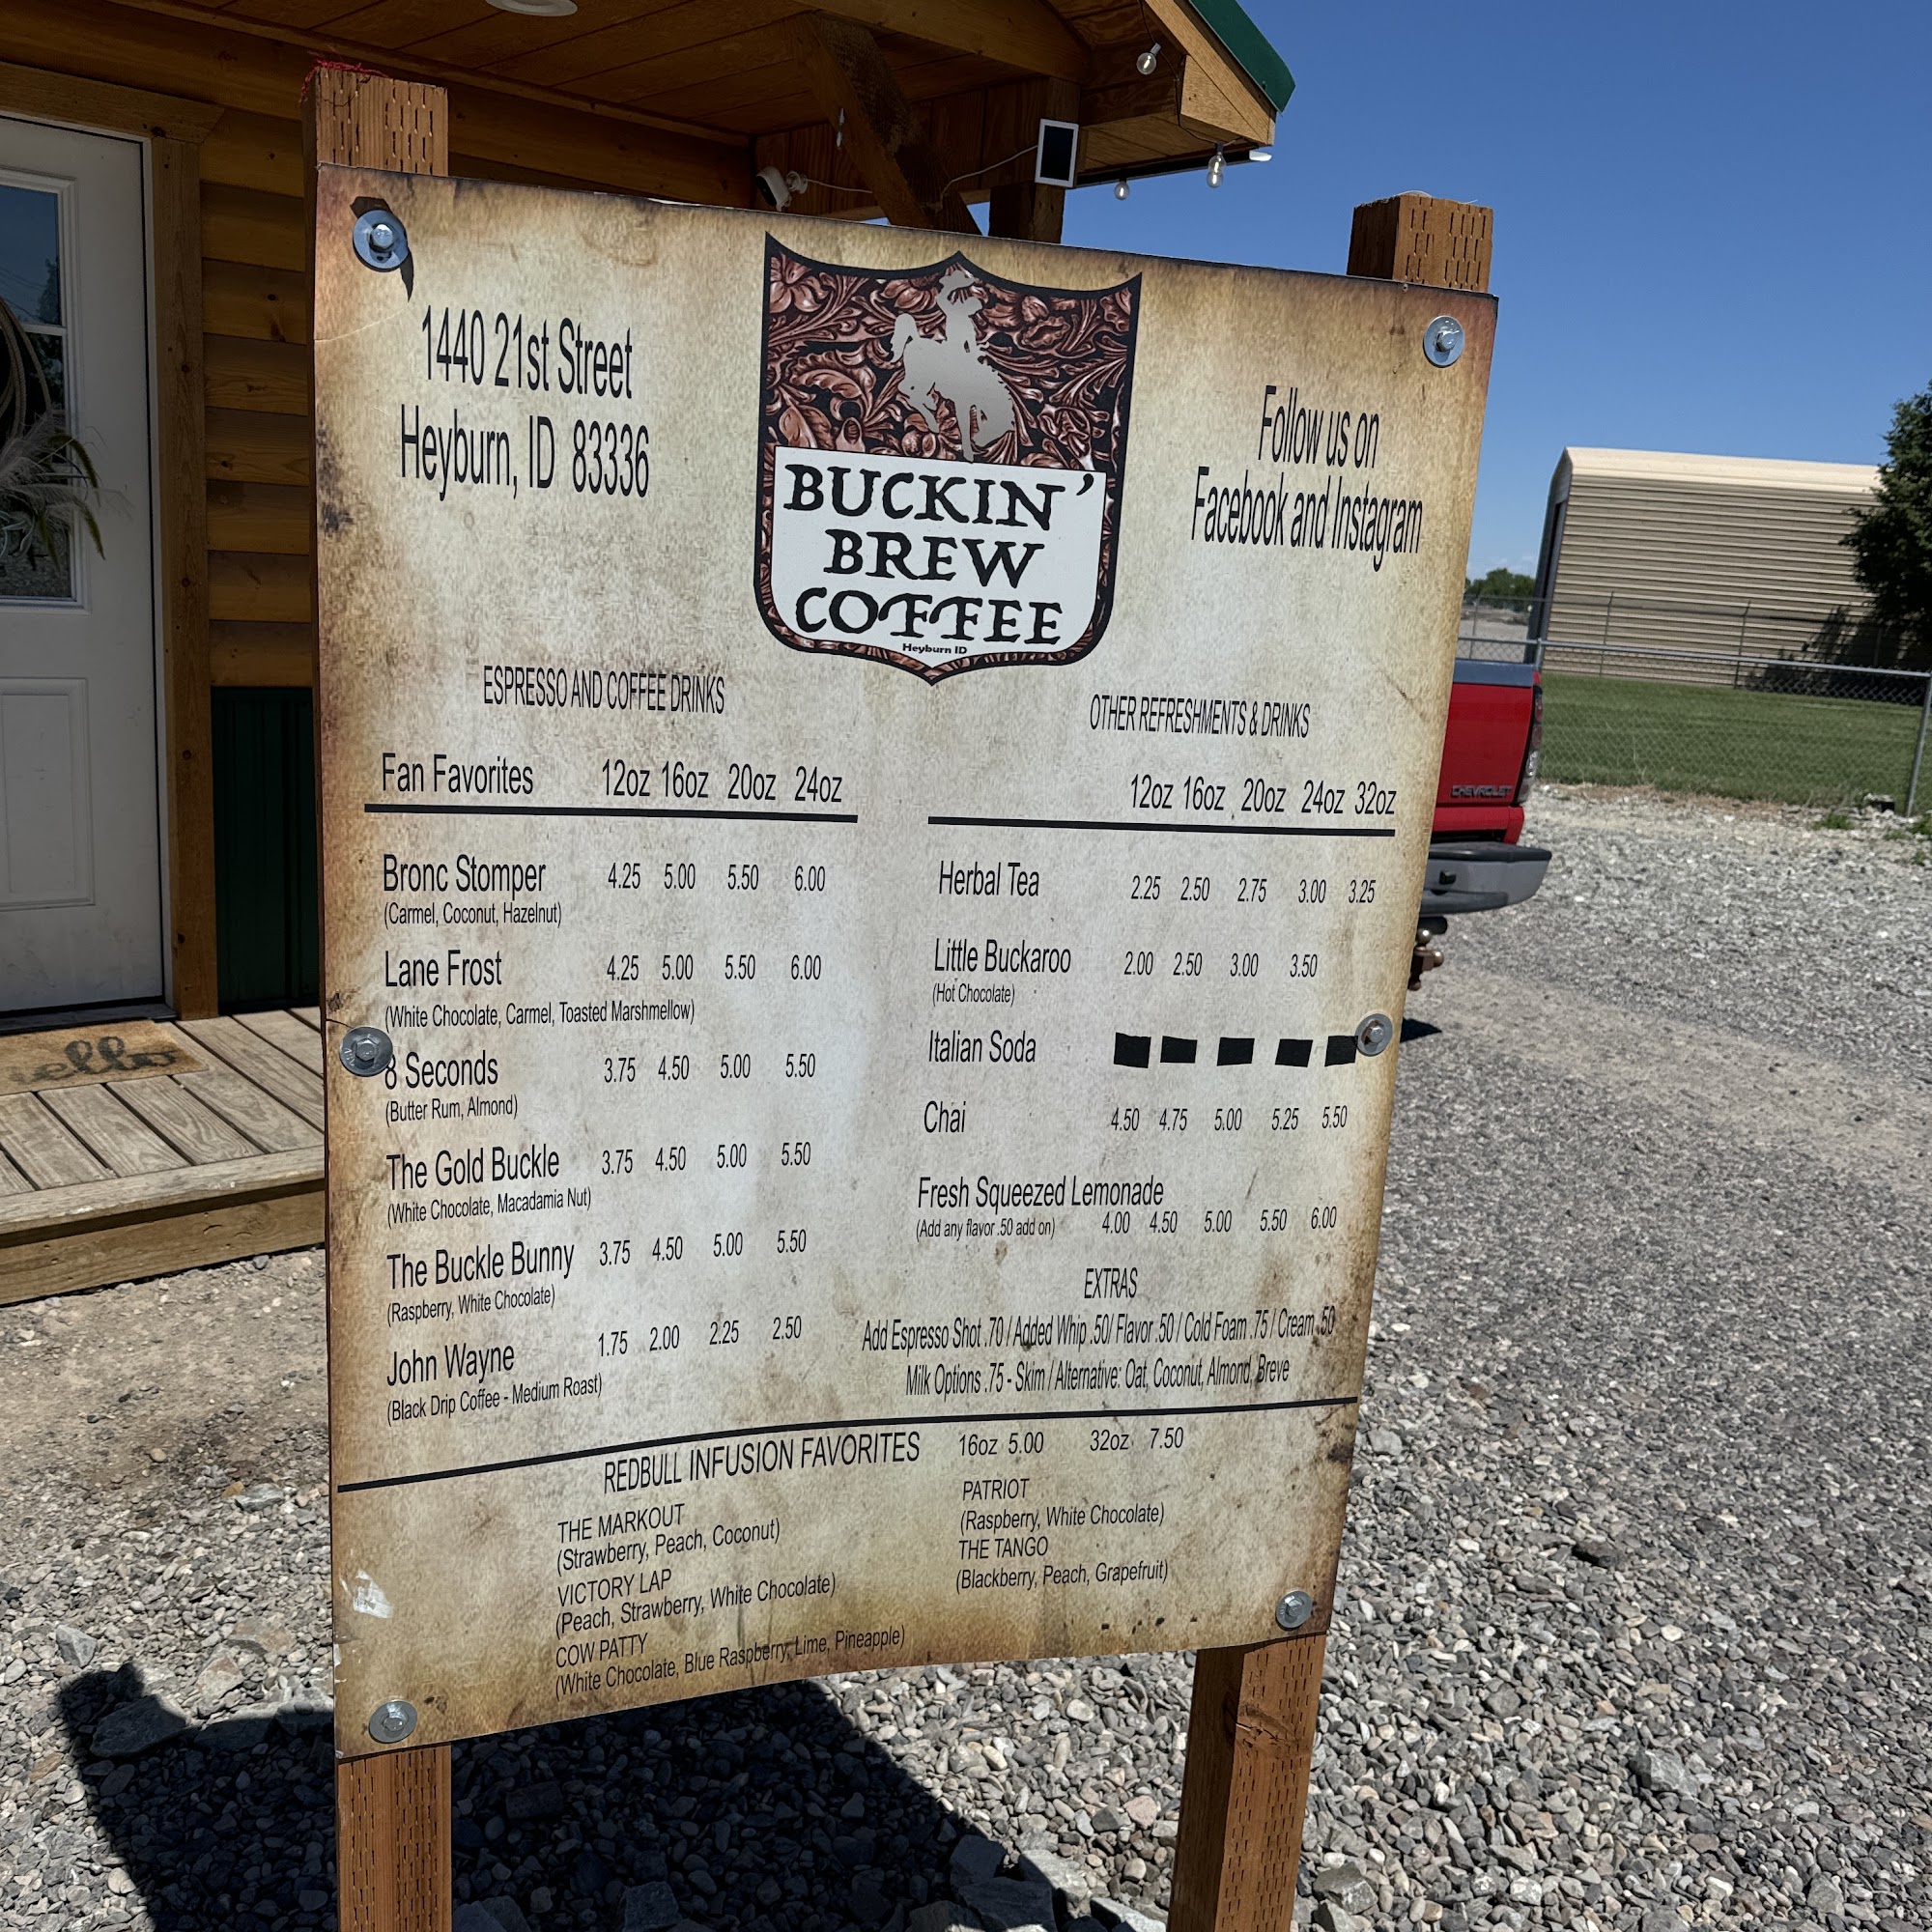 1440 21st Street
Heyburn, ID 83336
BUCKIN'
BREW
COFFEE
Heyburn ID
Follow us on
Facebook and Instagram
ESPRESSO AND COFFEE DRINKS
Fan Favorites 12oz 16oz 20oz 24oz
Bronc Stomper 4.25 5.00 5.50 6.00
(Carmel, Coconut, Hazelnut)
Lane Frost 4.25 5.00 5.50 6.00
(White Chocolate, Carmel, Toasted Marshmellow)
8 Seconds 3.75 4.50 5.00 5.50
(Butter Rum, Almond)
The Gold Buckle 3.75 4.50 5.00 5.50
(White Chocolate, Macadamia Nut)
The Buckle Bunny 3.75 4.50 5.00 5.50
(Raspberry, White Chocolate)
John Wayne 1.75 2.00 2.25 2.50
(Black Drip Coffee - Medium Roast)
OTHER REFRESHMENTS & DRINKS
12oz 16oz 20oz 24oz 32oz
Herbal Tea 2.25 2.50 2.75 3.00 3.25
Little Buckaroo 2.00 2.50 3.00 3.50
(Hot Chocolate)
Italian Soda
Chai 4.50 4.75 5.00 5.25 5.50
Fresh Squeezed Lemonade
(Add any flavor .50 add on) 4.00 4.50 5.00 5.50 6.00
EXTRAS
Add Espresso Shot .70 / Added Whip .50/ Flavor .50 / Cold Foam .75 / Cream .50
Milk Options .75 - Skim / Alternative: Oat, Coconut, Almond, Breve
REDBULL INFUSION FAVORITES 16oz 5.00 32oz 7.50
THE MARKOUT
(Strawberry, Peach, Coconut)
VICTORY LAP
(Peach, Strawberry, White Chocolate)
COW PATTY
(White Chocolate, Blue Raspberry, Lime, Pineapple)
PATRIOT
(Raspberry, White Chocolate)
THE TANGO
(Blackberry, Peach, Grapefruit)
CHEVROLET